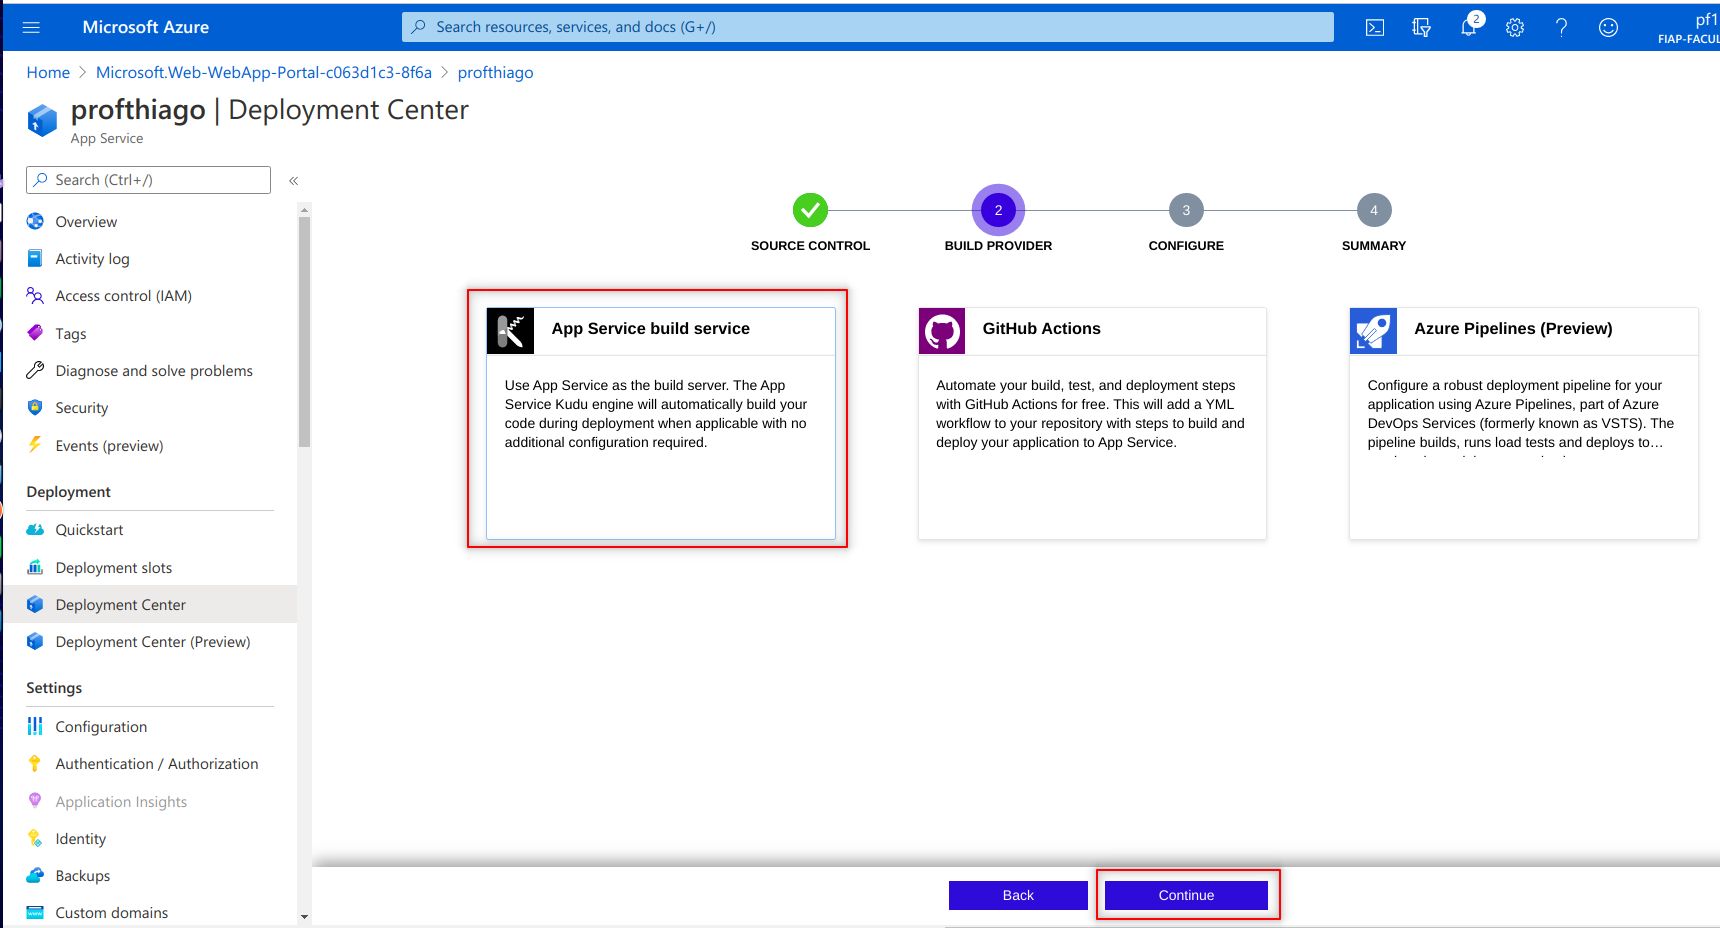 Microsoft Azure
Search resources, services, and docs (G+/)
2
pf1
FIAP-FACUL
Home > Microsoft.Web-WebApp-Portal-c063d1c3-8f6a > profthiago
profthiago | Deployment Center
App Service
Search (Ctrl+/)
«
Overview
Activity log
Access control (IAM)
Tags
Diagnose and solve problems
Security
Events (preview)
Deployment
Quickstart
Deployment slots
Deployment Center
Deployment Center (Preview)
Settings
Configuration
Authentication / Authorization
Application Insights
Identity
Backups
Custom domains
2
3
4
SOURCE CONTROL
BUILD PROVIDER
CONFIGURE
SUMMARY
App Service build service
Use App Service as the build server. The App
Service Kudu engine will automatically build your
code during deployment when applicable with no
additional configuration required.
GitHub Actions
Automate your build, test, and deployment steps
with GitHub Actions for free. This will add a YML
workflow to your repository with steps to build and
deploy your application to App Service.
Azure Pipelines (Preview)
Configure a robust deployment pipeline for your
application using Azure Pipelines, part of Azure
DevOps Services (formerly known as VSTS). The
pipeline builds, runs load tests and deploys to…
Back
Continue